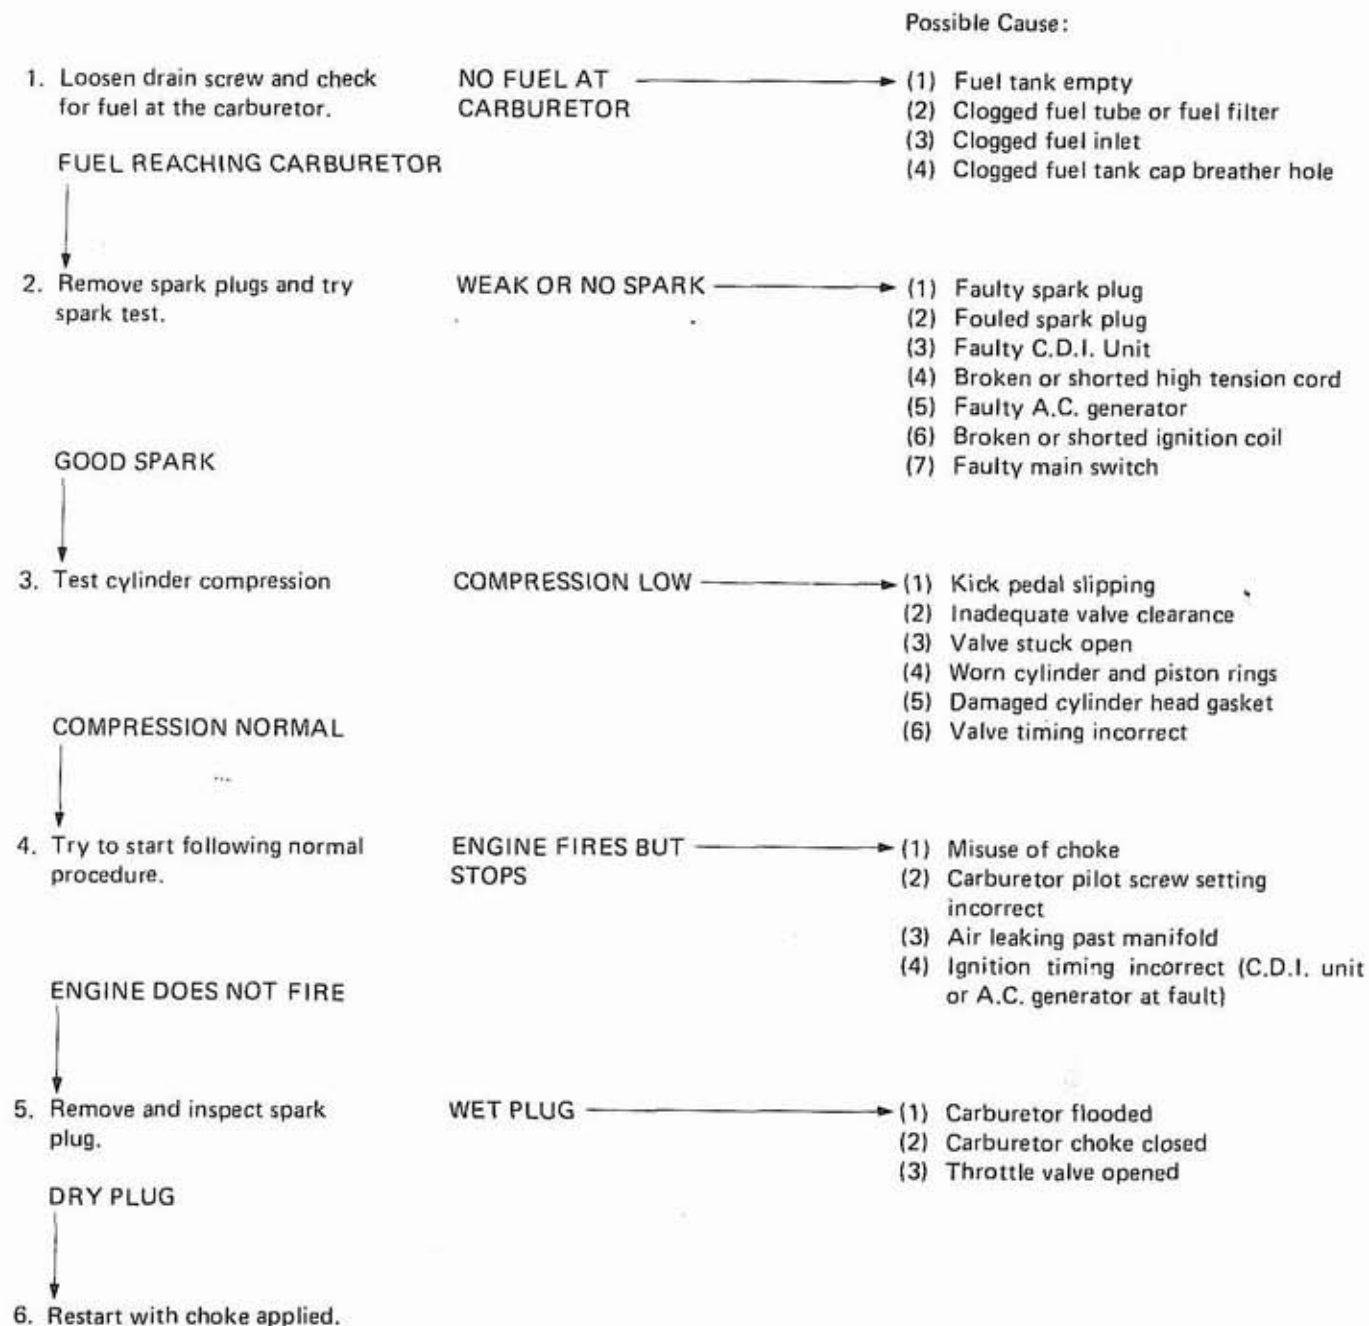 Possible Cause:
1. Loosen drain screw and check
for fuel at the carburetor.
NO FUEL AT
CARBURETOR
(1) Fuel tank empty
(2) Clogged fuel tube or fuel filter
(3) Clogged fuel inlet
(4) Clogged fuel tank cap breather hole
FUEL REACHING CARBURETOR
2. Remove spark plugs and try
spark test.
WEAK OR NO SPARK
(1) Faulty spark plug
(2) Fouled spark plug
(3) Faulty C.D.I. Unit
(4) Broken or shorted high tension cord
(5) Faulty A.C. generator
(6) Broken or shorted ignition coil
(7) Faulty main switch
GOOD SPARK
3. Test cylinder compression
COMPRESSION LOW
(1) Kick pedal slipping
(2) Inadequate valve clearance
(3) Valve stuck open
(4) Worn cylinder and piston rings
(5) Damaged cylinder head gasket
(6) Valve timing incorrect
COMPRESSION NORMAL
4. Try to start following normal
procedure.
ENGINE FIRES BUT
STOPS
(1) Misuse of choke
(2) Carburetor pilot screw setting
incorrect
(3) Air leaking past manifold
(4) Ignition timing incorrect (C.D.I. unit
or A.C. generator at fault)
ENGINE DOES NOT FIRE
5. Remove and inspect spark
plug.
WET PLUG
(1) Carburetor flooded
(2) Carburetor choke closed
(3) Throttle valve opened
DRY PLUG
6. Restart with choke applied.